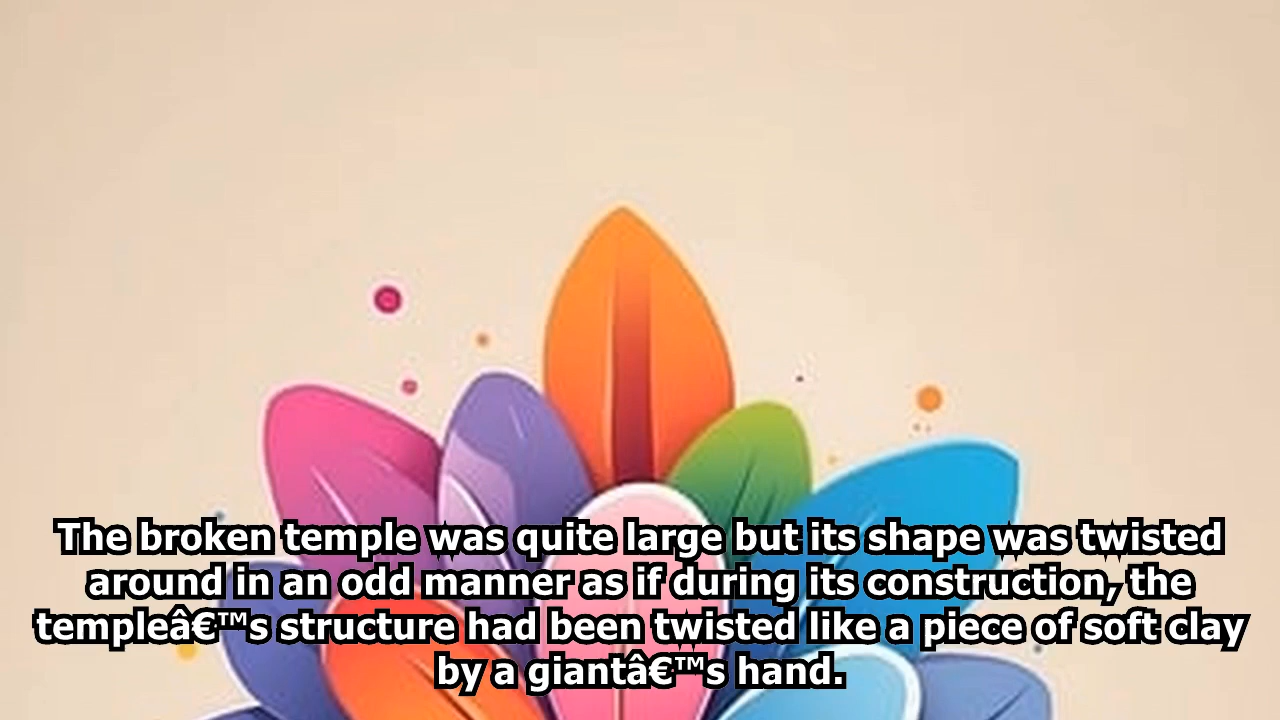 The broken temple was quite large but its shape was twisted
around in an odd manner as if during its construction, the
templeâ€™s structure had been twisted like a piece of soft clay
by a giantâ€™s hand.